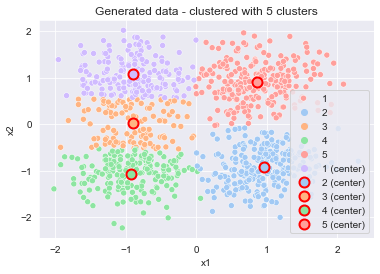 Generated data - clustered with 5 clusters
2
1
0
−1
−2
x2
−2
−1
0
1
2
x1
1
2
3
4
5
1 (center)
2 (center)
3 (center)
4 (center)
5 (center)